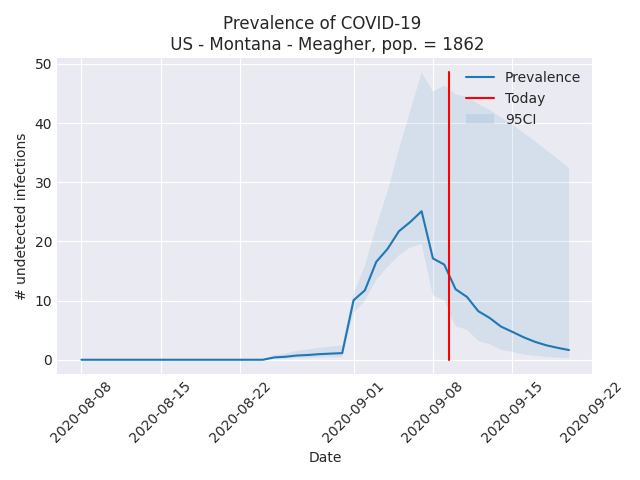 Prevalence of COVID-19
US - Montana - Meagher, pop. = 1862
50
40
30
20
10
0
# undetected infections
Prevalence
Today
95CI
2020-08-08
2020-08-15
2020-08-22
2020-09-01
2020-09-08
2020-09-15
2020-09-22
Date